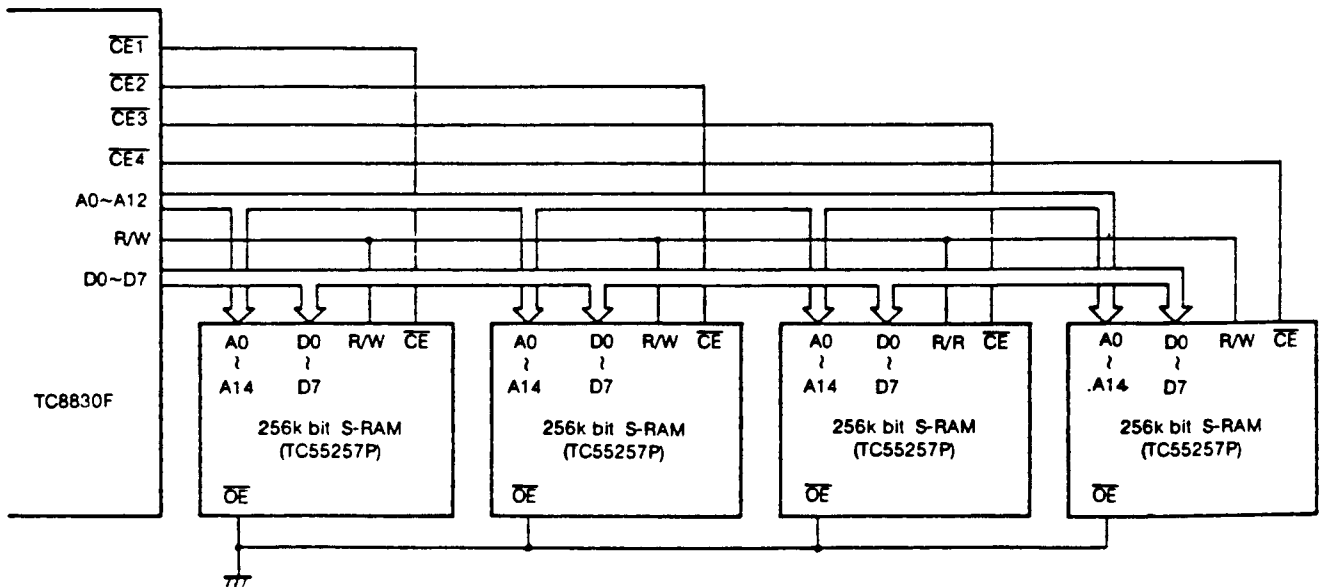 CE1
CE2
CE3
CE4
A0~A12
R/W
D0~D7
TC8830F
A0 D0 R/W CE
~ ~
A14 D7
256k bit S-RAM
(TC55257P)
OE
A0 D0 R/W CE
~ ~
A14 D7
256k bit S-RAM
(TC55257P)
OE
A0 D0 R/R CE
~ ~
A14 D7
256k bit S-RAM
(TC55257P)
OE
A0 D0 R/W CE
~ ~
.A14. D7
256k bit S-RAM
(TC55257P)
OE